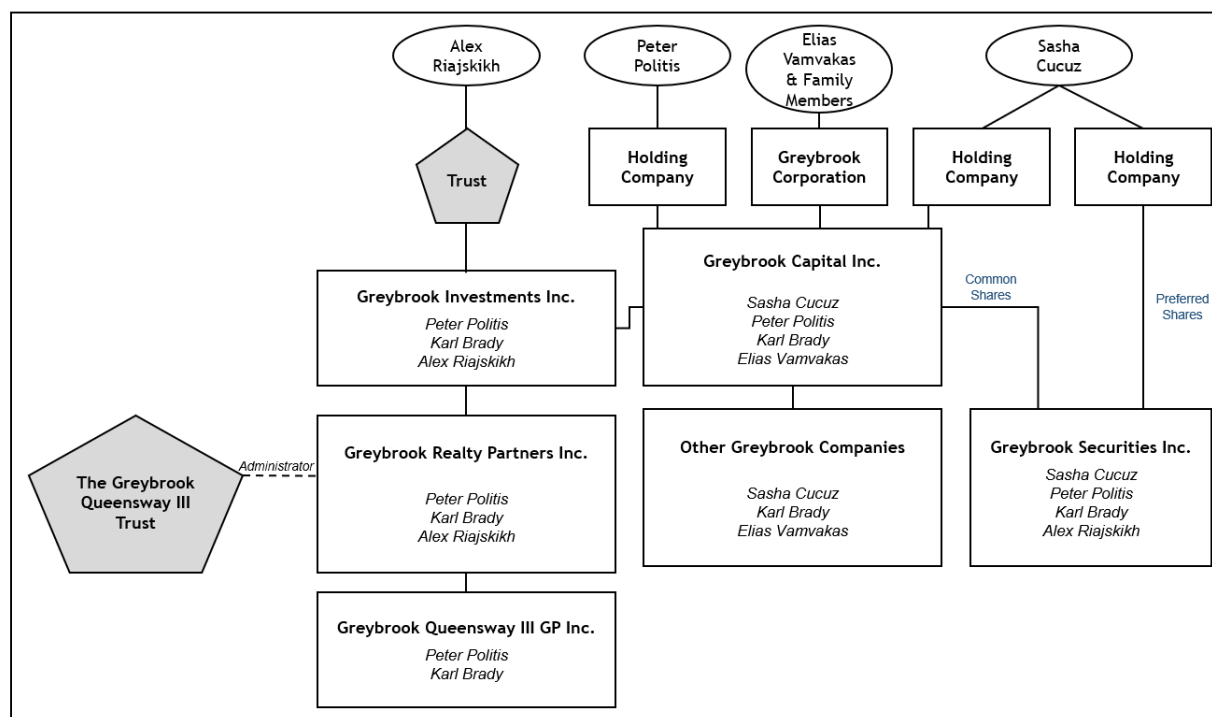 Alex
Riajskikh
Peter
Politis
Elias
Vamvakas
& Family
Members
Sasha
Cucuz
Trust
Holding
Company
Greybrook
Corporation
Holding
Company
Holding
Company
Greybrook Investments Inc.
Peter Politis
Karl Brady
Alex Riajskikh
Greybrook Capital Inc.
Sasha Cucuz
Peter Politis
Karl Brady
Elias Vamvakas
Common
Shares
Preferred
Shares
The Greybrook
Queensway III
Trust
Administrator
Greybrook Realty Partners Inc.
Peter Politis
Karl Brady
Alex Riajskikh
Other Greybrook Companies
Sasha Cucuz
Karl Brady
Elias Vamvakas
Greybrook Securities Inc.
Sasha Cucuz
Peter Politis
Karl Brady
Alex Riajskikh
Greybrook Queensway III GP Inc.
Peter Politis
Karl Brady